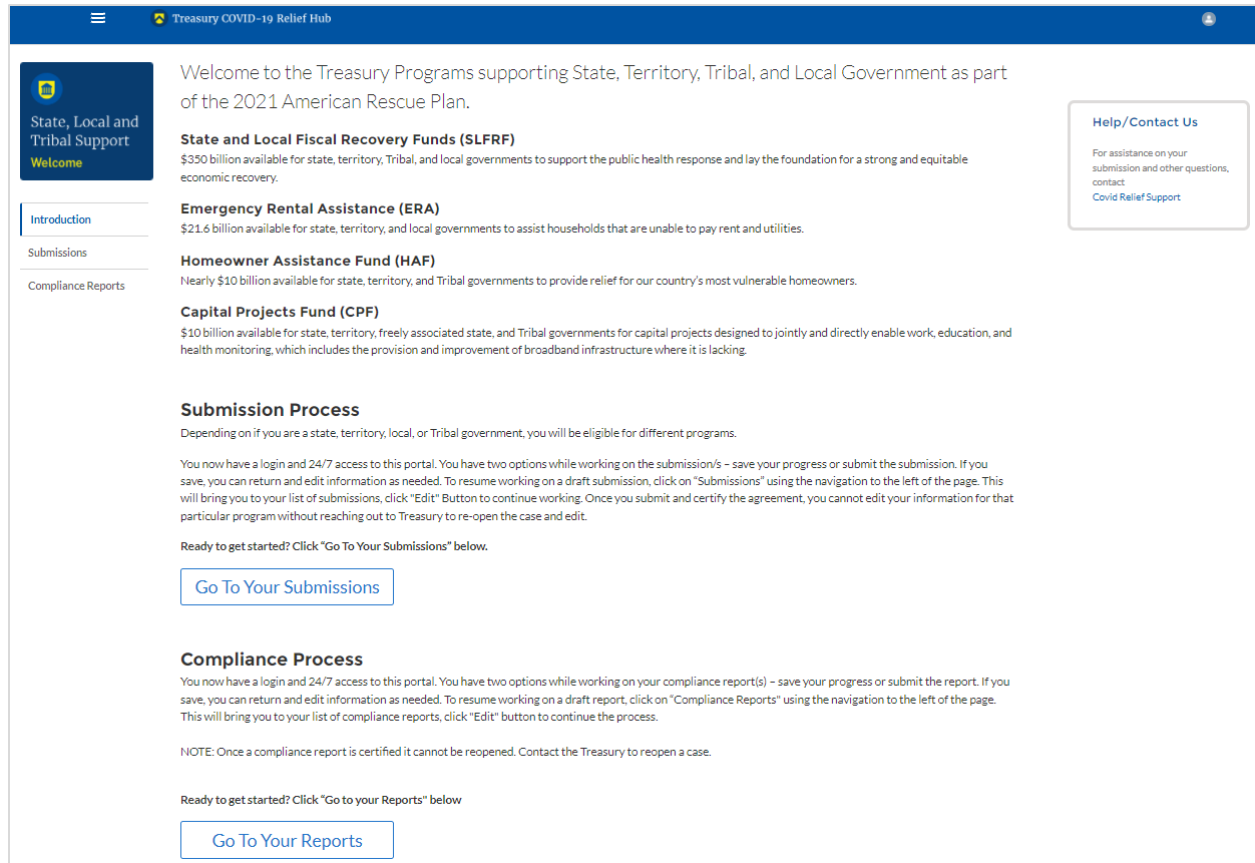 Treasury COVID-19 Relief Hub
State, Local and
Tribal Support
Welcome
Introduction
Submissions
Compliance Reports
Welcome to the Treasury Programs supporting State, Territory, Tribal, and Local Government as part
of the 2021 American Rescue Plan.
State and Local Fiscal Recovery Funds (SLFRF)
$350 billion available for state, territory, Tribal, and local governments to support the public health response and lay the foundation for a strong and equitable
economic recovery.
Emergency Rental Assistance (ERA)
$21.6 billion available for state, territory, and local governments to assist households that are unable to pay rent and utilities.
Homeowner Assistance Fund (HAF)
Nearly $10 billion available for state, territory, and Tribal governments to provide relief for our country's most vulnerable homeowners.
Capital Projects Fund (CPF)
$10 billion available for state, territory, freely associated state, and Tribal governments for capital projects designed to jointly and directly enable work, education, and
health monitoring, which includes the provision and improvement of broadband infrastructure where it is lacking.
Submission Process
Depending on if you are a state, territory, local, or Tribal government, you will be eligible for different programs.
You now have a login and 24/7 access to this portal. You have two options while working on the submission/s – save your progress or submit the submission. If you
save, you can return and edit information as needed. To resume working on a draft submission, click on "Submissions" using the navigation to the left of the page. This
will bring you to your list of submissions, click "Edit" Button to continue working. Once you submit and certify the agreement, you cannot edit your information for that
particular program without reaching out to Treasury to re-open the case and edit.
Ready to get started? Click "Go To Your Submissions" below.
Go To Your Submissions
Compliance Process
You now have a login and 24/7 access to this portal. You have two options while working on your compliance report(s) – save your progress or submit the report. If you
save, you can return and edit information as needed. To resume working on a draft report, click on "Compliance Reports" using the navigation to the left of the page.
This will bring you to your list of compliance reports, click "Edit" button to continue the process.
NOTE: Once a compliance report is certified it cannot be reopened. Contact the Treasury to reopen a case.
Ready to get started? Click "Go to your Reports" below
Go To Your Reports
Help/Contact Us
For assistance on your
submission and other questions,
contact
Covid Relief Support